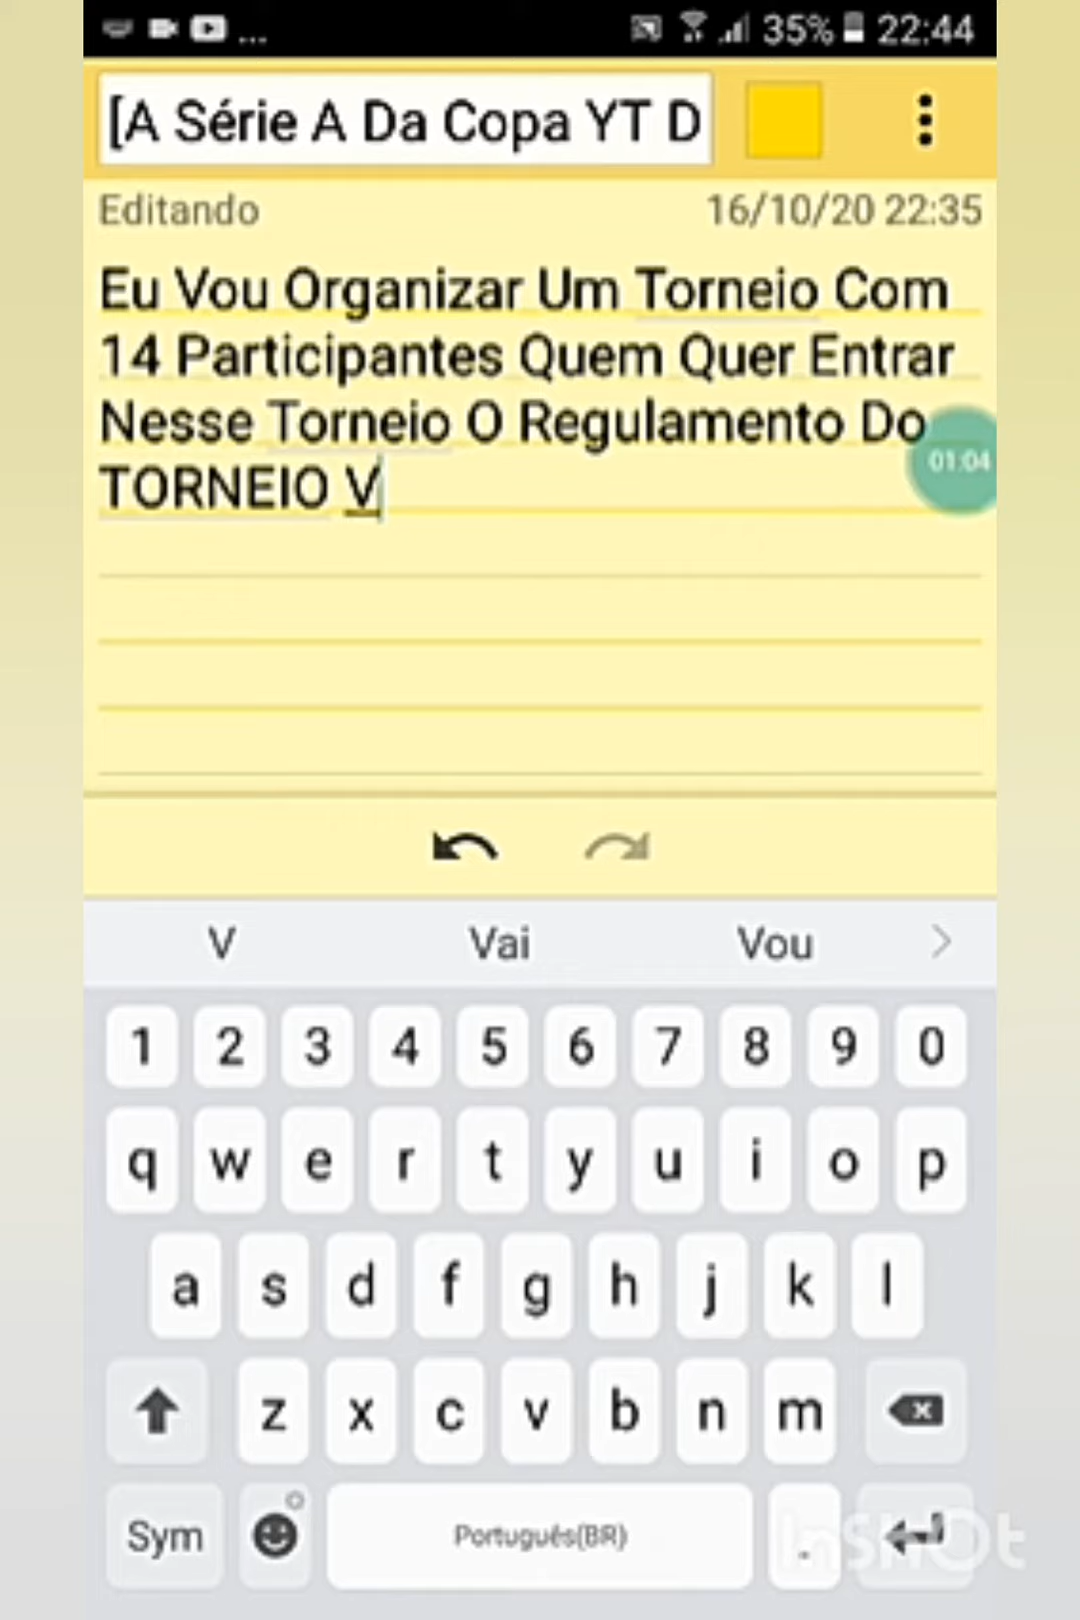 ... 35% 22:44
[A Série A Da Copa YT D
Editando 16/10/20 22:35
Eu Vou Organizar Um Torneio Com
14 Participantes Quem Quer Entrar
Nesse Torneio O Regulamento Do
01:04
TORNEIO V
V Vai Vou
1 2 3 4 5 6 7 8 9 0
q w e r t y u i o p
a s d f g h j k l
z x c v b n m
Sym Português(BR) .
InShOt